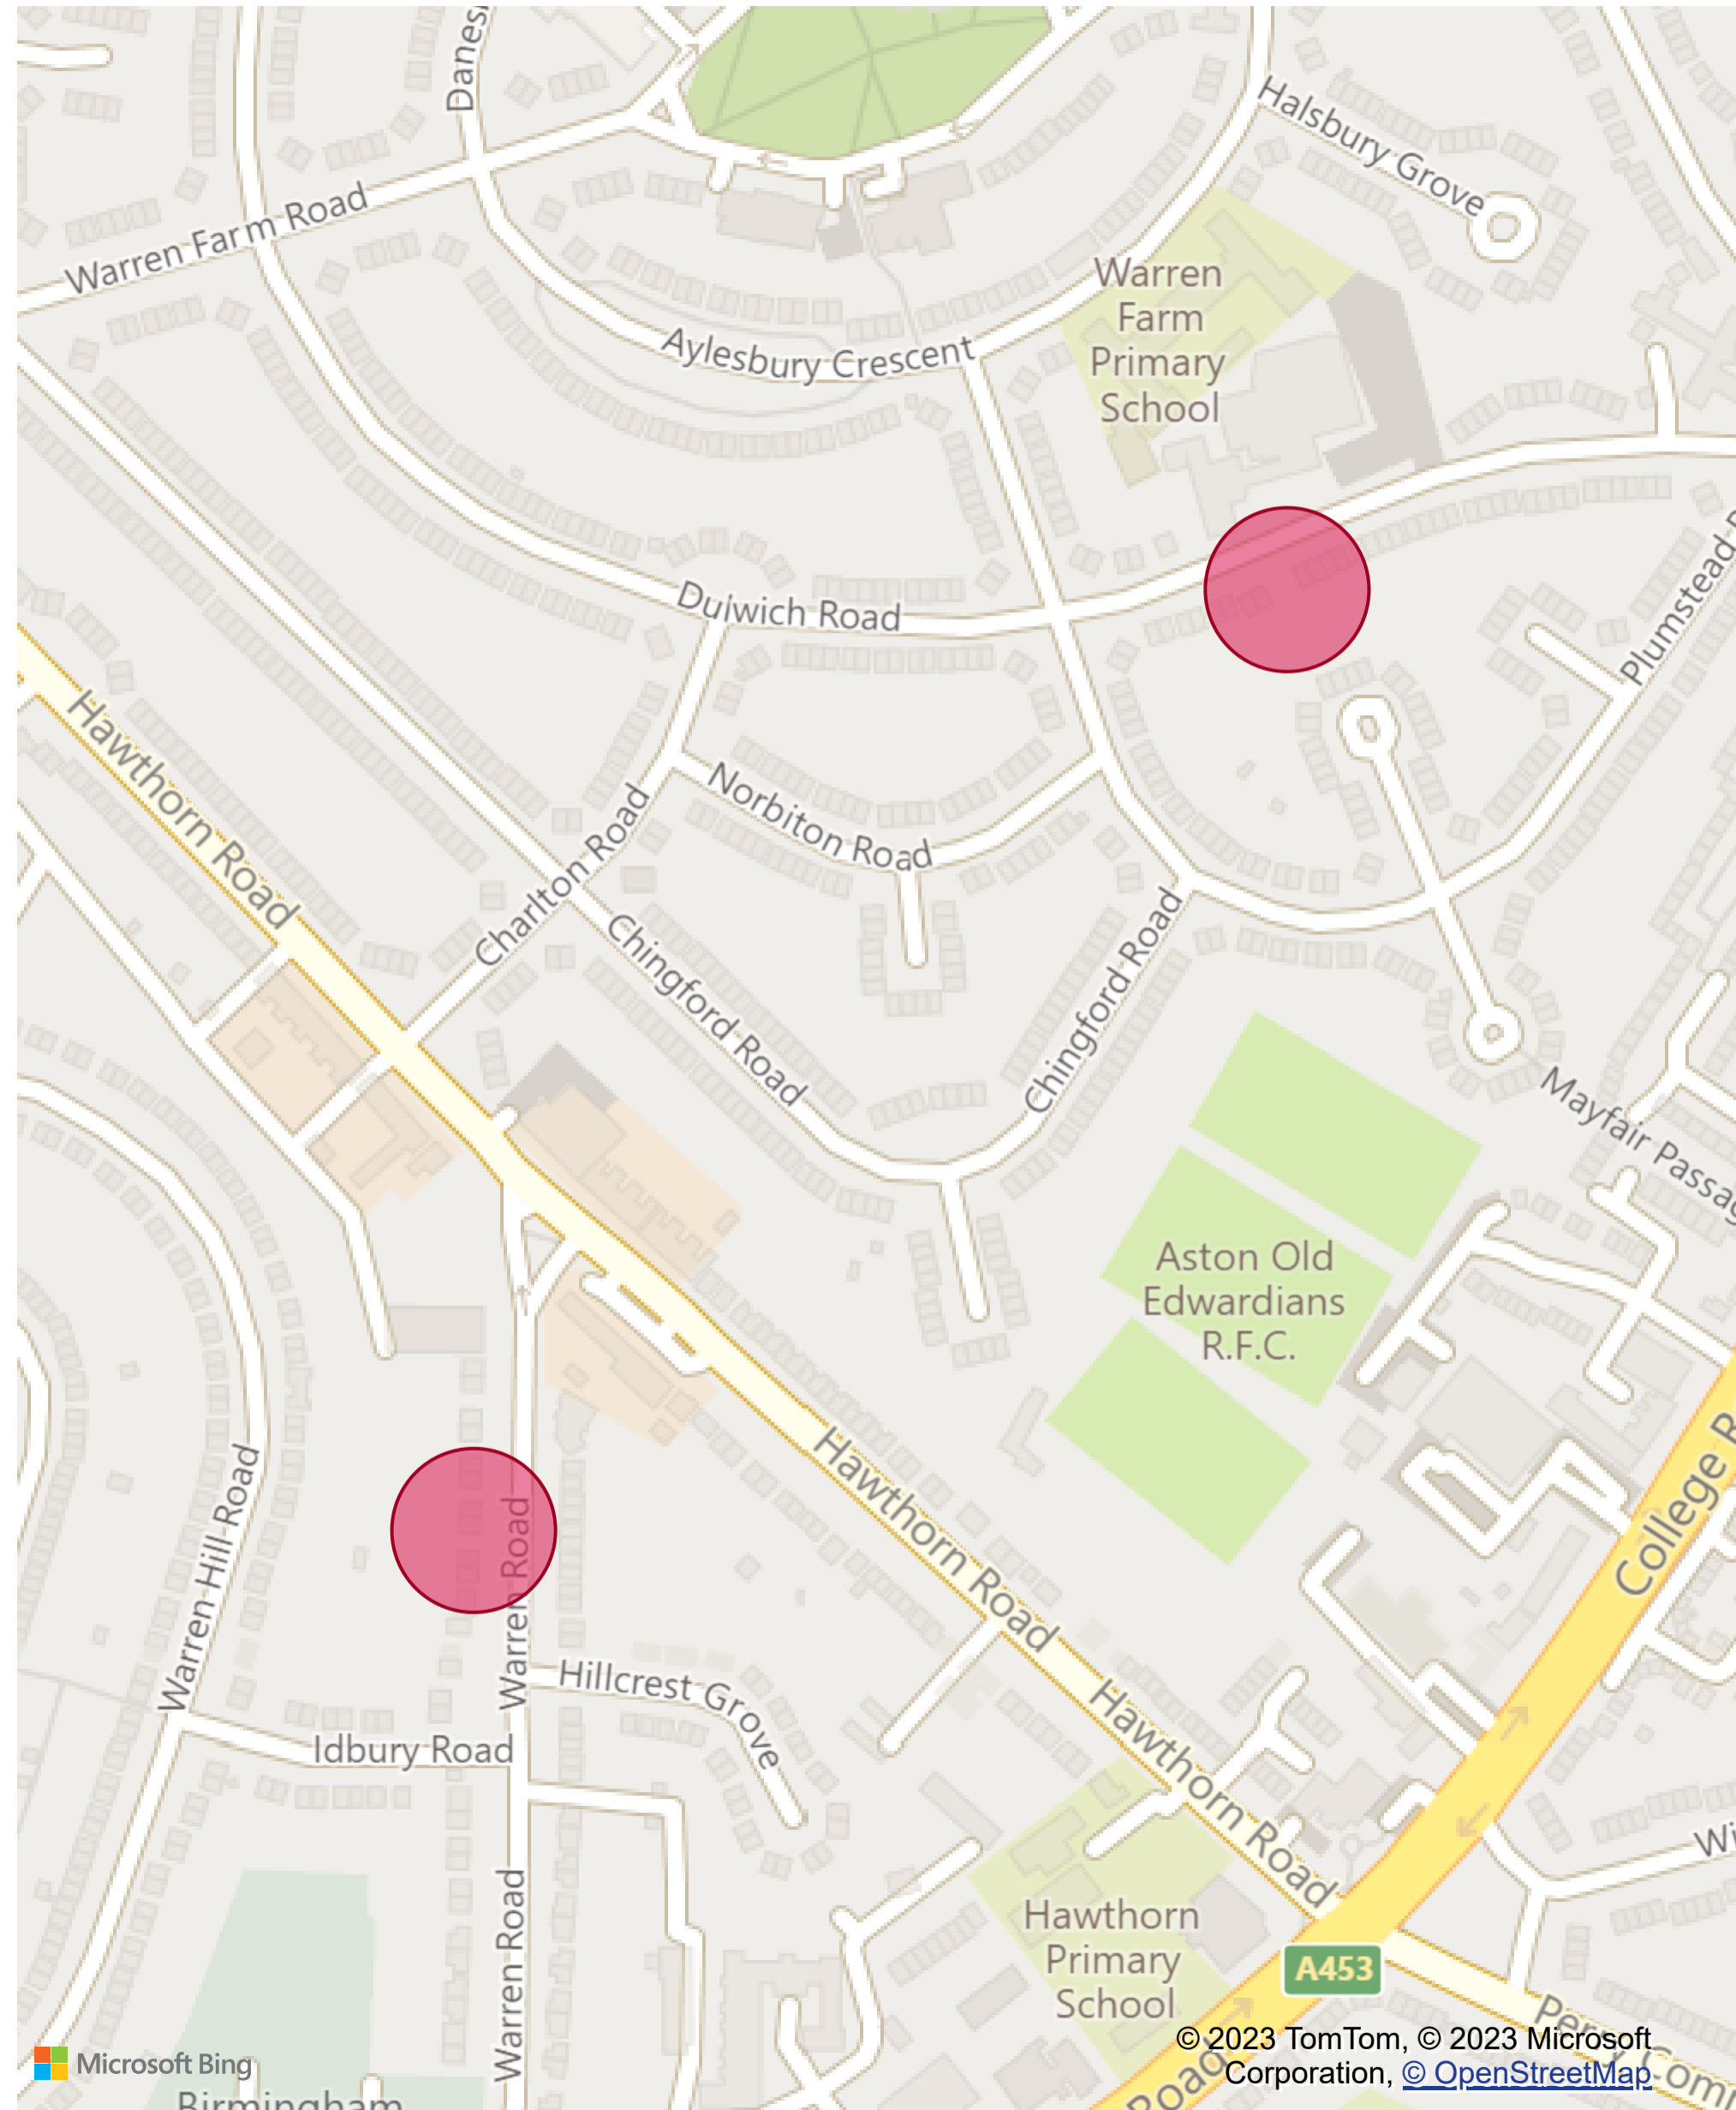 Danes
Halsbury Grove
Warren Farm Road
Warren
Farm
Primary
School
Aylesbury Crescent
Dulwich Road
Plumstead
Hawthorn Road
Norbiton Road
Charlton Road
Chingford Road
Chingford Road
Mayfair Passag
Aston Old
Edwardians
R.F.C.
Hawthorn Road
College R
Warren Hill Road
Warren Road
Hillcrest Grove
Idbury Road
Hawthorn Road
Warren Road
Wi
Hawthorn
Primary
School
A453
Perry Com
Road
© 2023 TomTom, © 2023 Microsoft
Corporation, © OpenStreetMap
Microsoft Bing
Birmingham